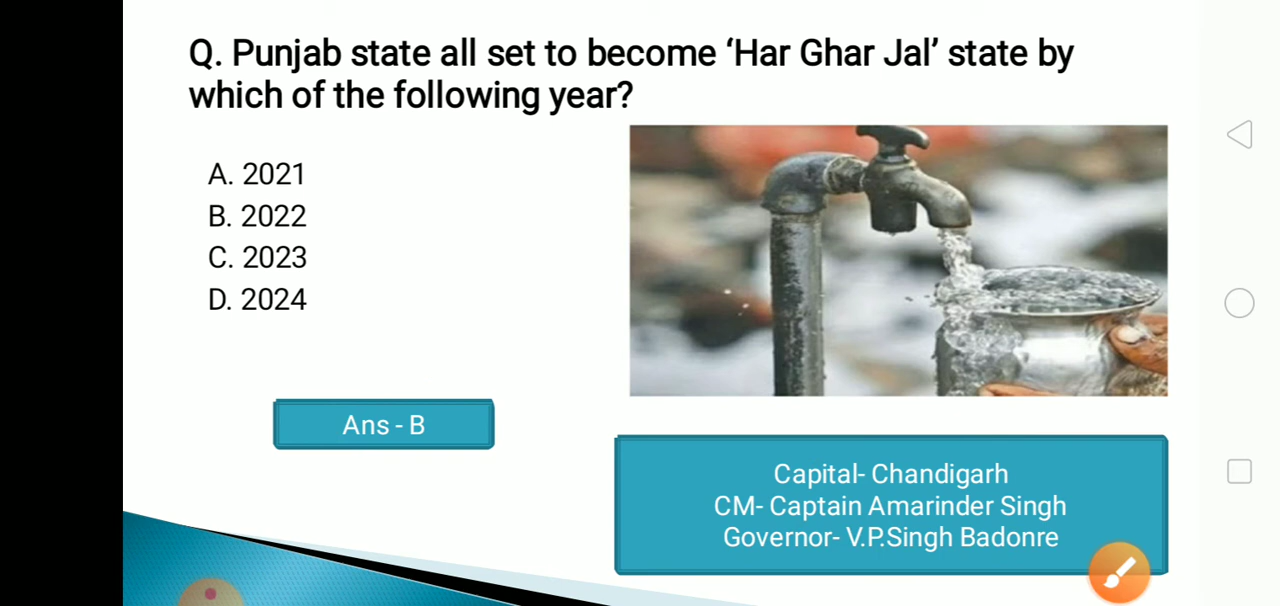 Q. Punjab state all set to become ‘Har Ghar Jal’ state by
which of the following year?
A. 2021
B. 2022
C. 2023
D. 2024
Ans - B
Capital- Chandigarh
CM- Captain Amarinder Singh
Governor- V.P.Singh Badonre